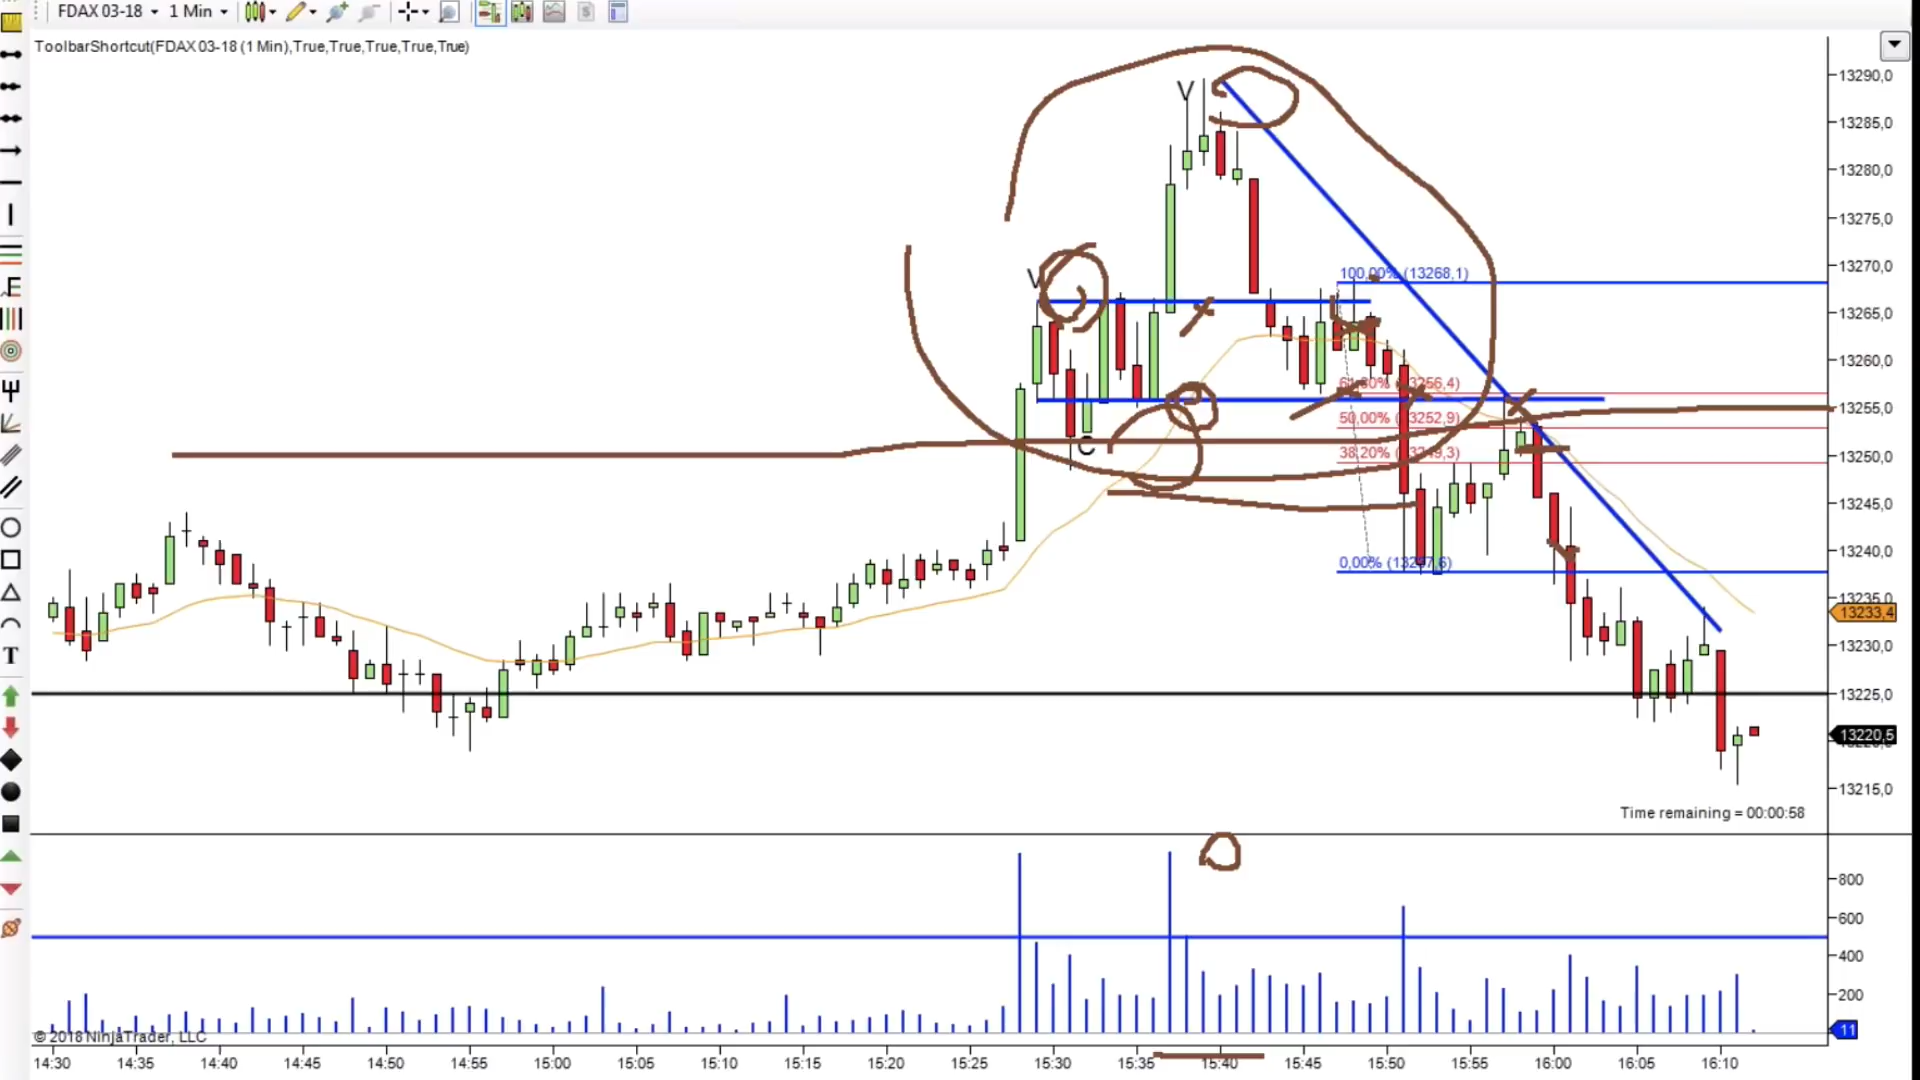 FDAX 03-18 1 Min
ToolbarShortcut(FDAX 03-18 (1 Min),True,True,True,True,True)
13290,0
V
13285,0
13280,0
13275,0
13270,0
100,00% (13268,1)
V
13265,0
13260,0
(13256,4)
13255,0
50,00% (13252,9)
C
38,20%
13250,0
13245,0
13240,0
0,00%
13235,0
13233,4
13230,0
13225,0
13220,5
13215,0
Time remaining = 00:00:58
800
600
400
200
11
© 2018 NinjaTrader, LLC
14:30 14:35 14:40 14:45 14:50 14:55 15:00 15:05 15:10 15:15 15:20 15:25 15:30 15:35 15:40 15:45 15:50 15:55 16:00 16:05 16:10
E
T
$